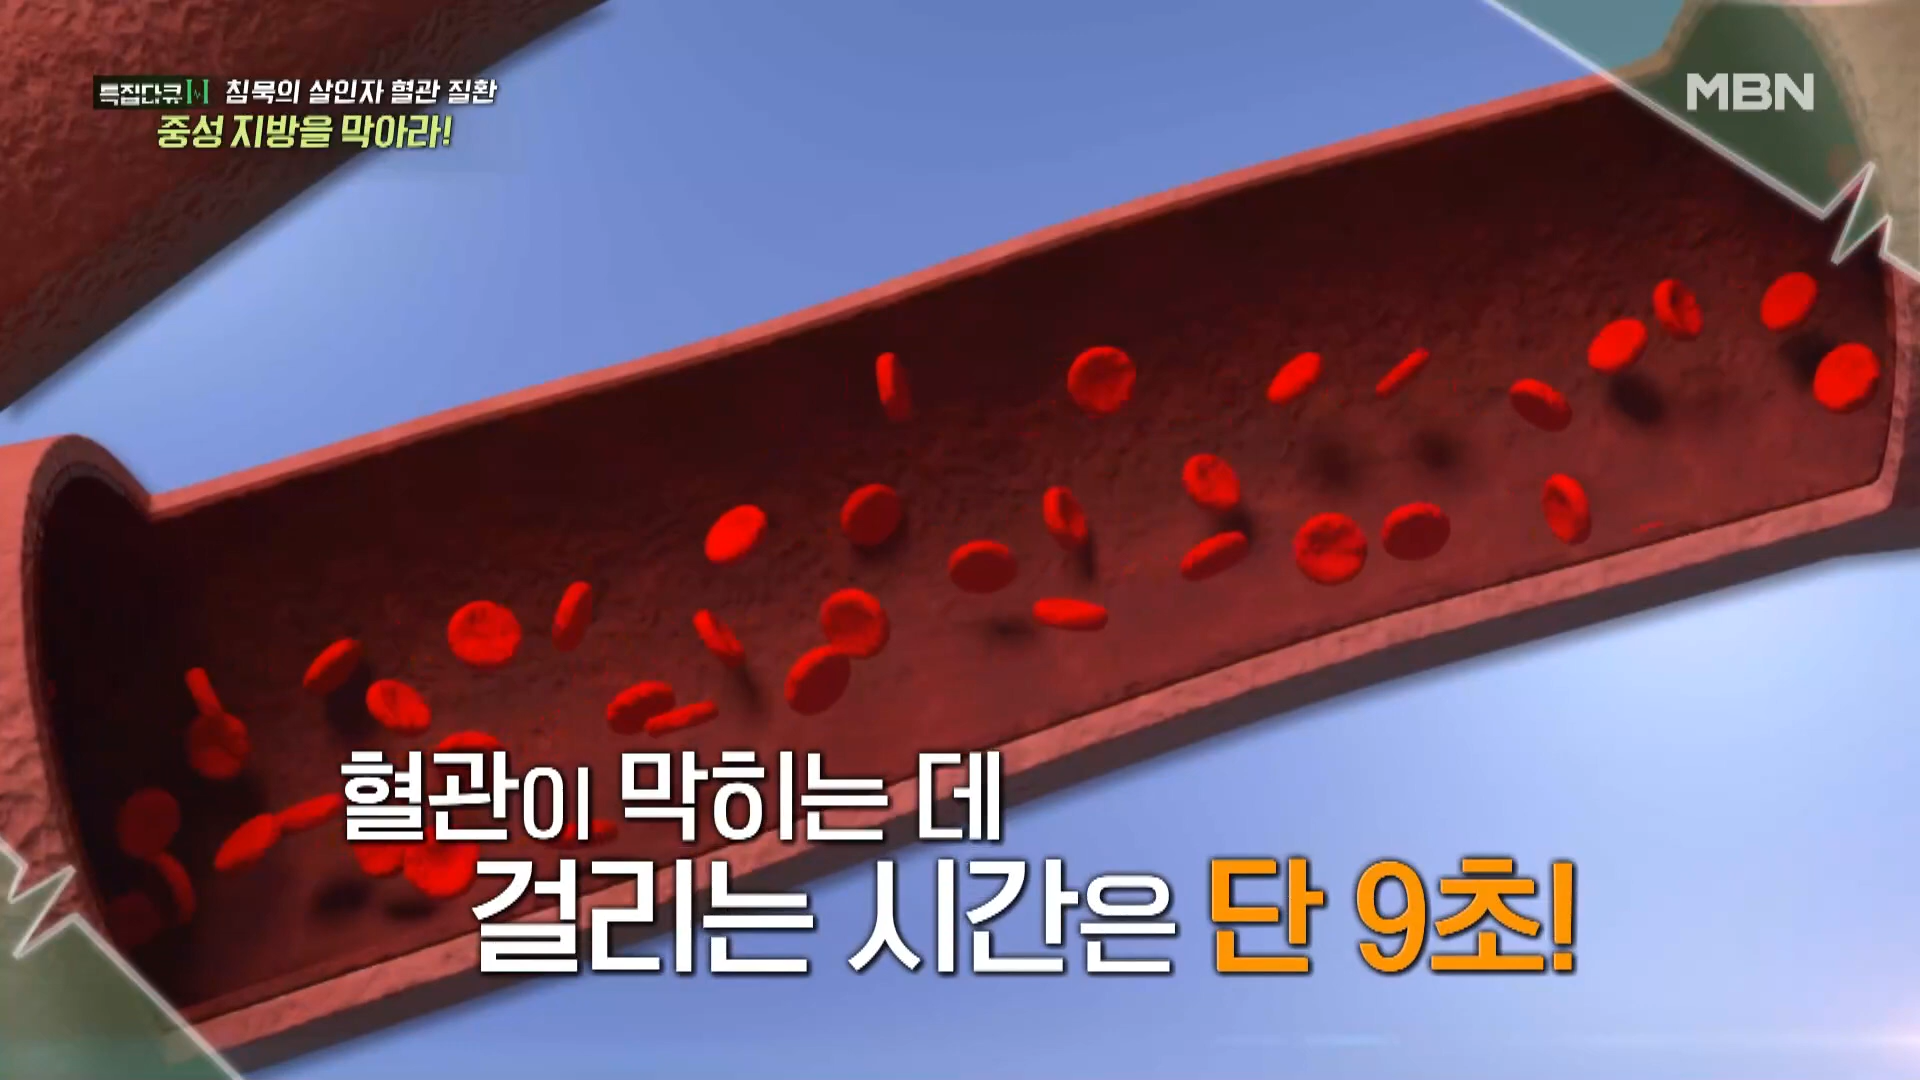 특집다큐M 침묵의 살인자 혈관 질환
중성 지방을 막아라!
MBN
혈관이 막히는 데
걸리는 시간은 단 9초!